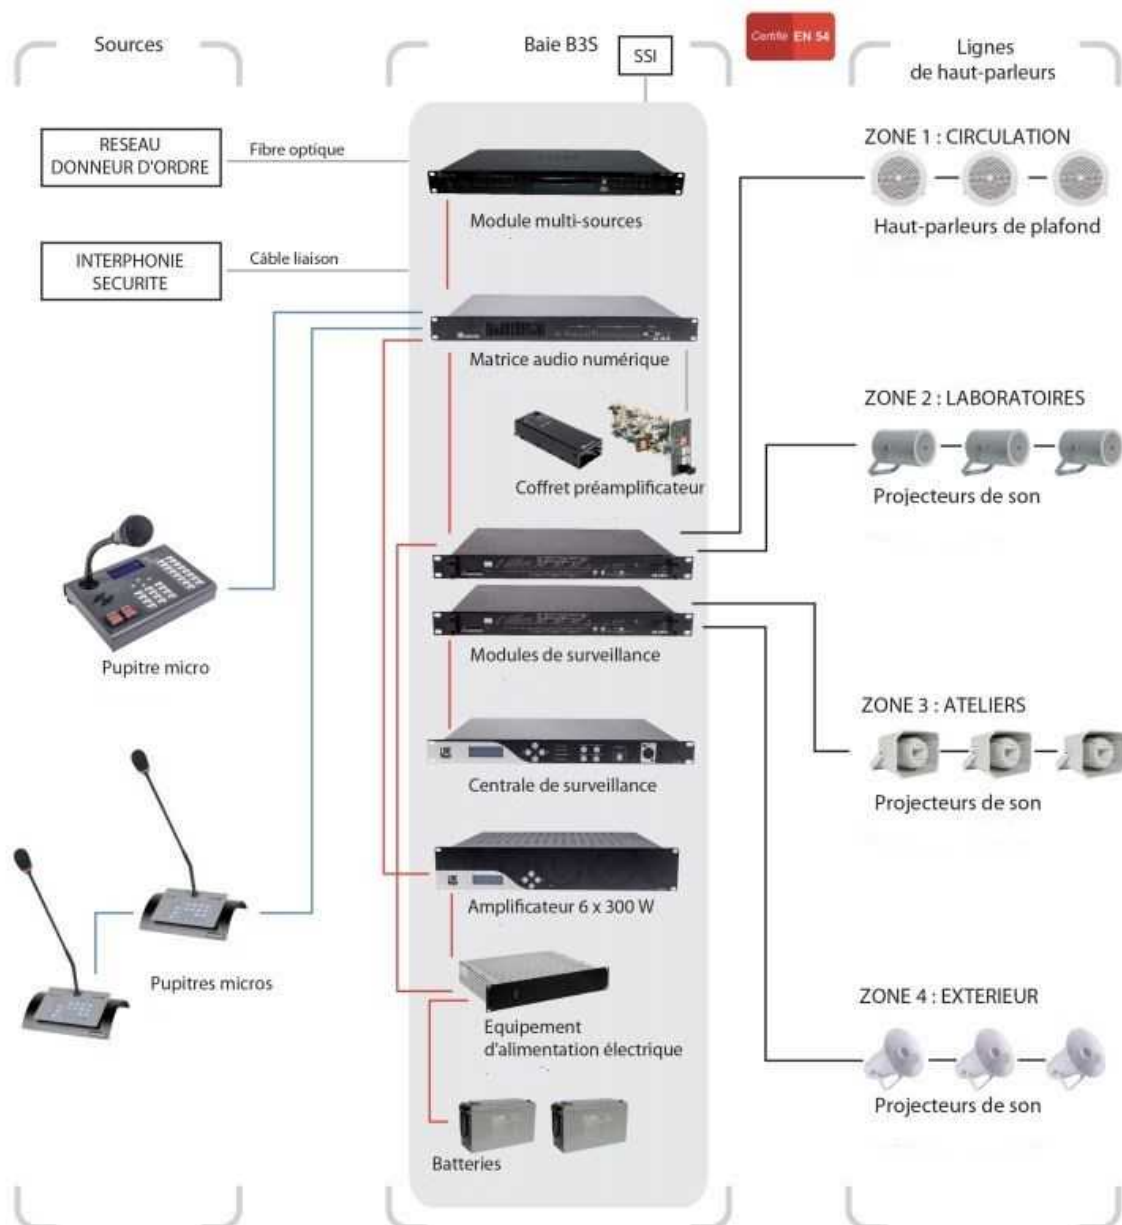 Sources
Baie B3S
SSI
Certifié EN 54
Lignes
de haut-parleurs
RESEAU
DONNEUR D'ORDRE
Fibre optique
INTERPHONIE
SECURITE
Câble liaison
Pupitre micro
Pupitres micros
Module multi-sources
Matrice audio numérique
Coffret préamplificateur
Modules de surveillance
Centrale de surveillance
Amplificateur 6 x 300 W
Equipement
d'alimentation électrique
Batteries
ZONE 1 : CIRCULATION
Haut-parleurs de plafond
ZONE 2 : LABORATOIRES
Projecteurs de son
ZONE 3 : ATELIERS
Projecteurs de son
ZONE 4 : EXTERIEUR
Projecteurs de son